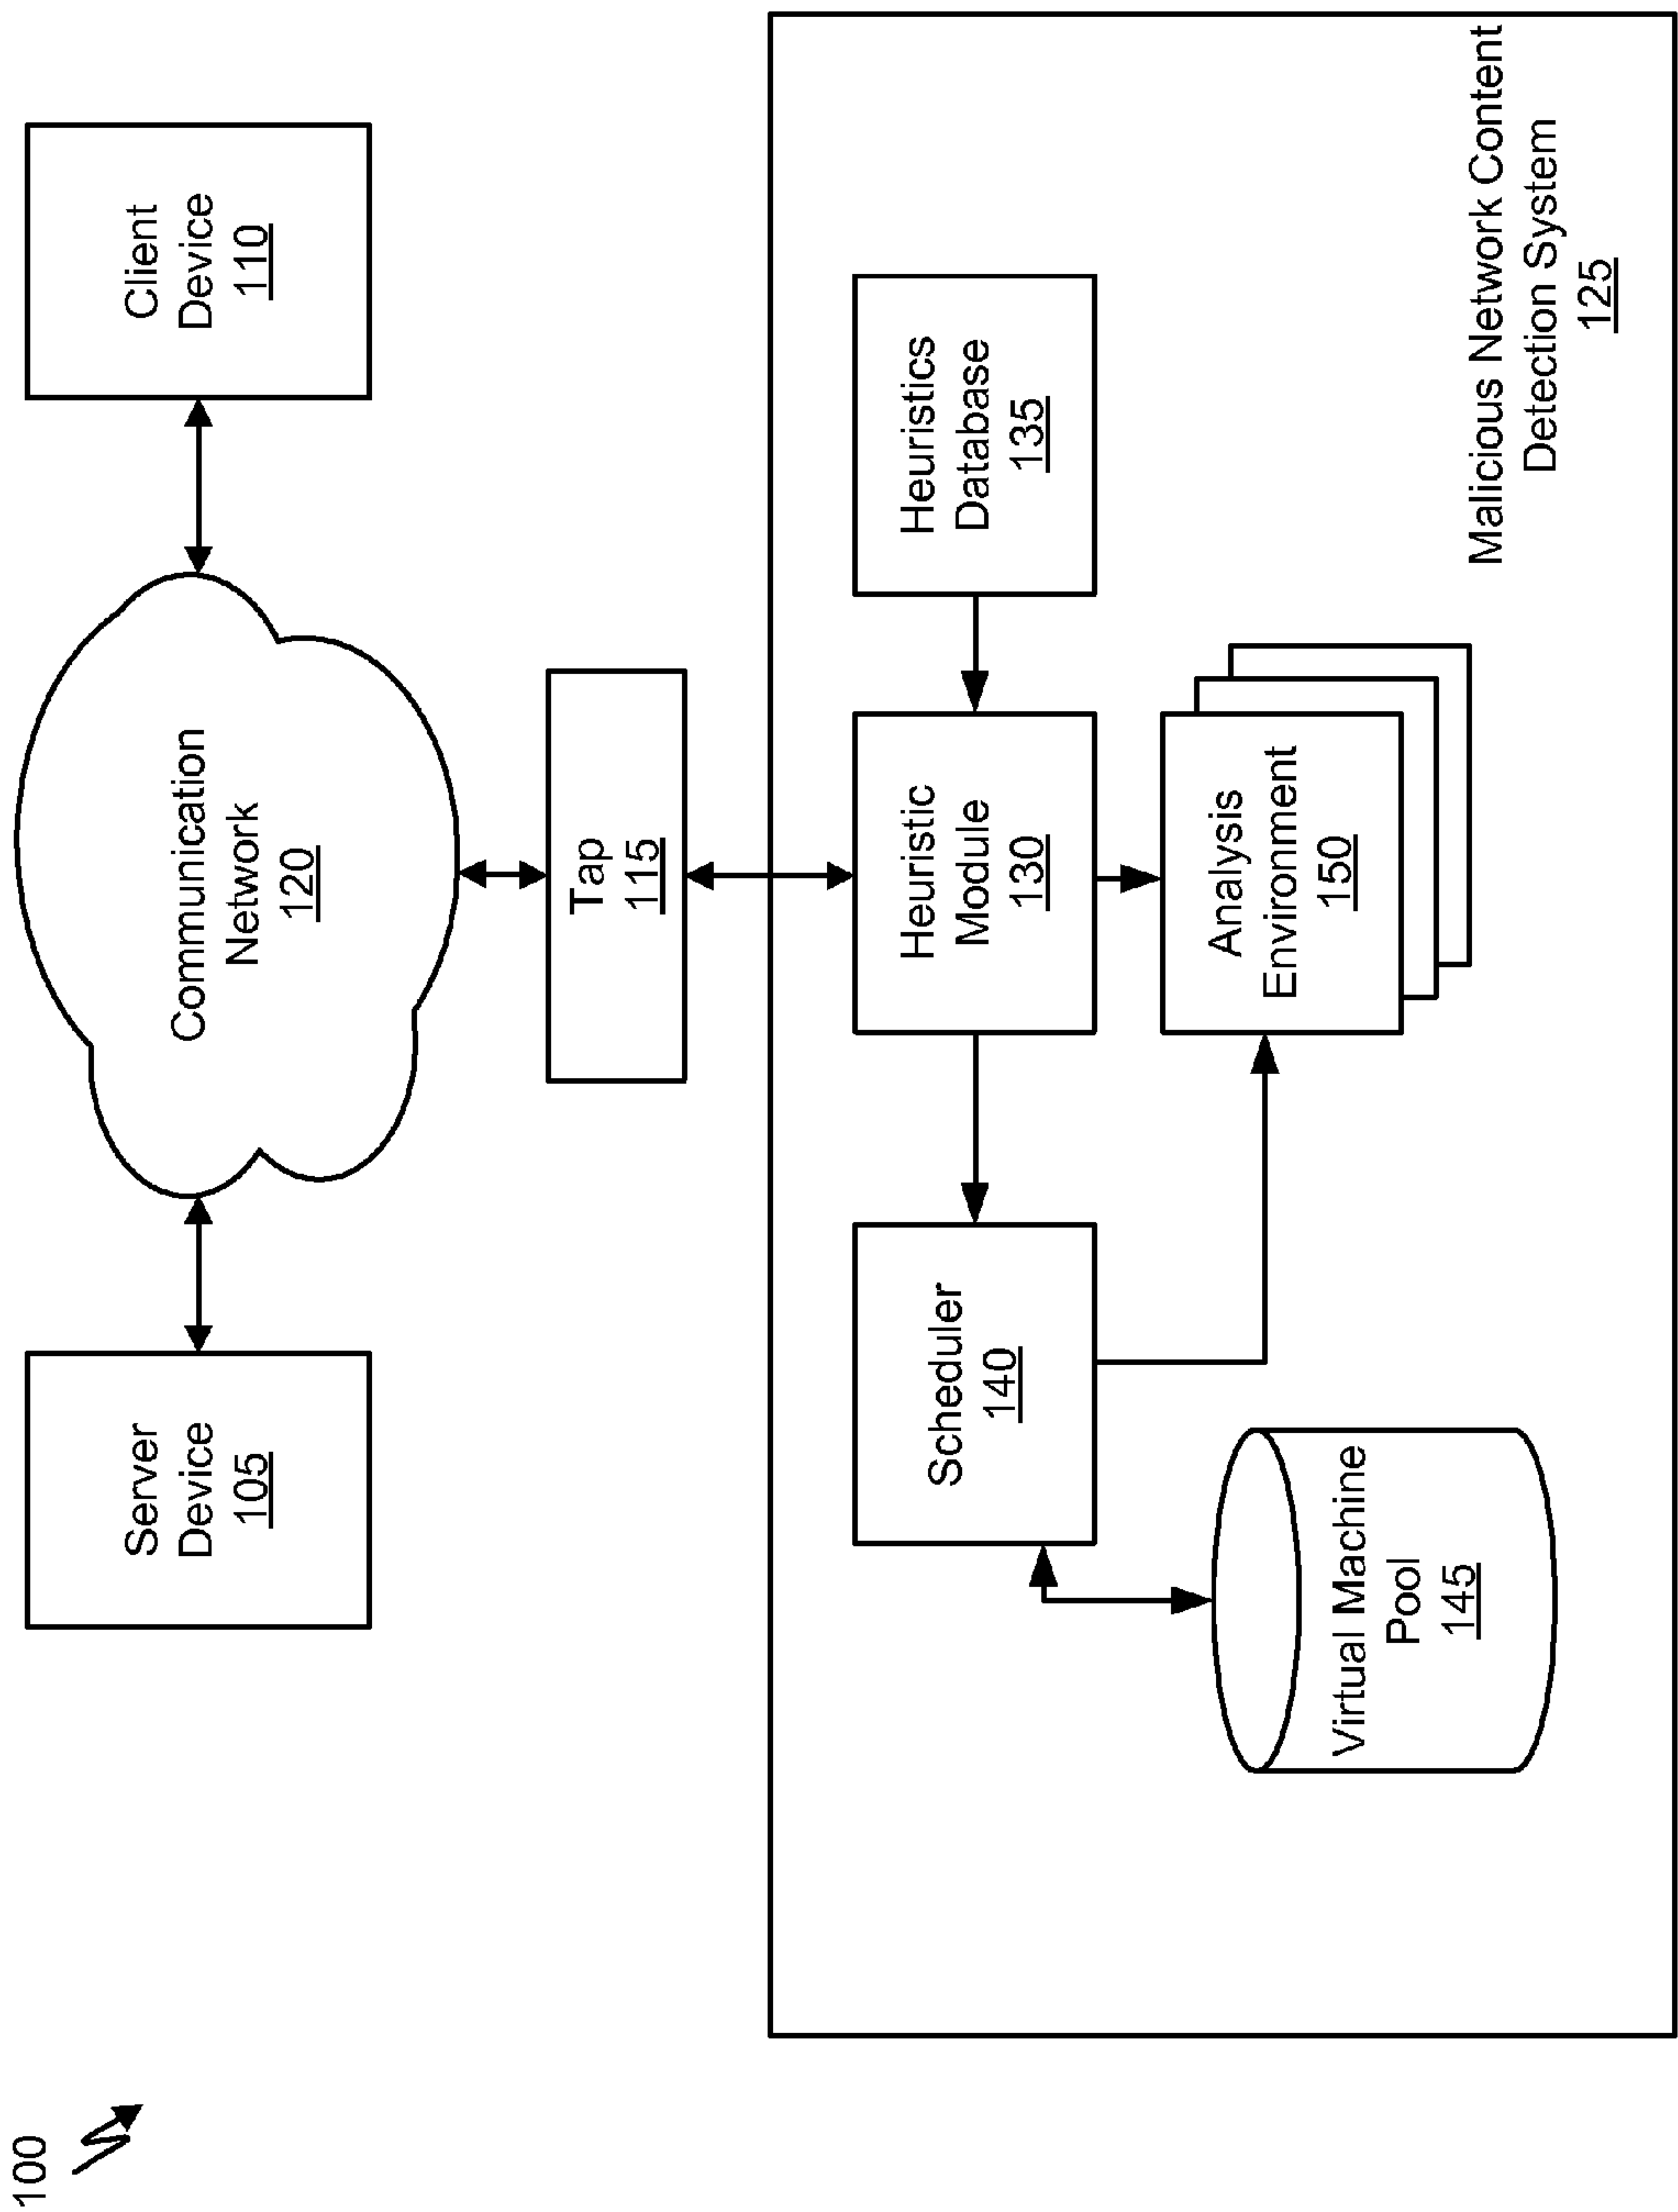 100
Server
Device
105
Communication
Network
120
Client
Device
110
Tap
115
Scheduler
140
Heuristic
Module
130
Heuristics
Database
135
Virtual Machine
Pool
145
Analysis
Environment
150
Malicious Network Content
Detection System
125